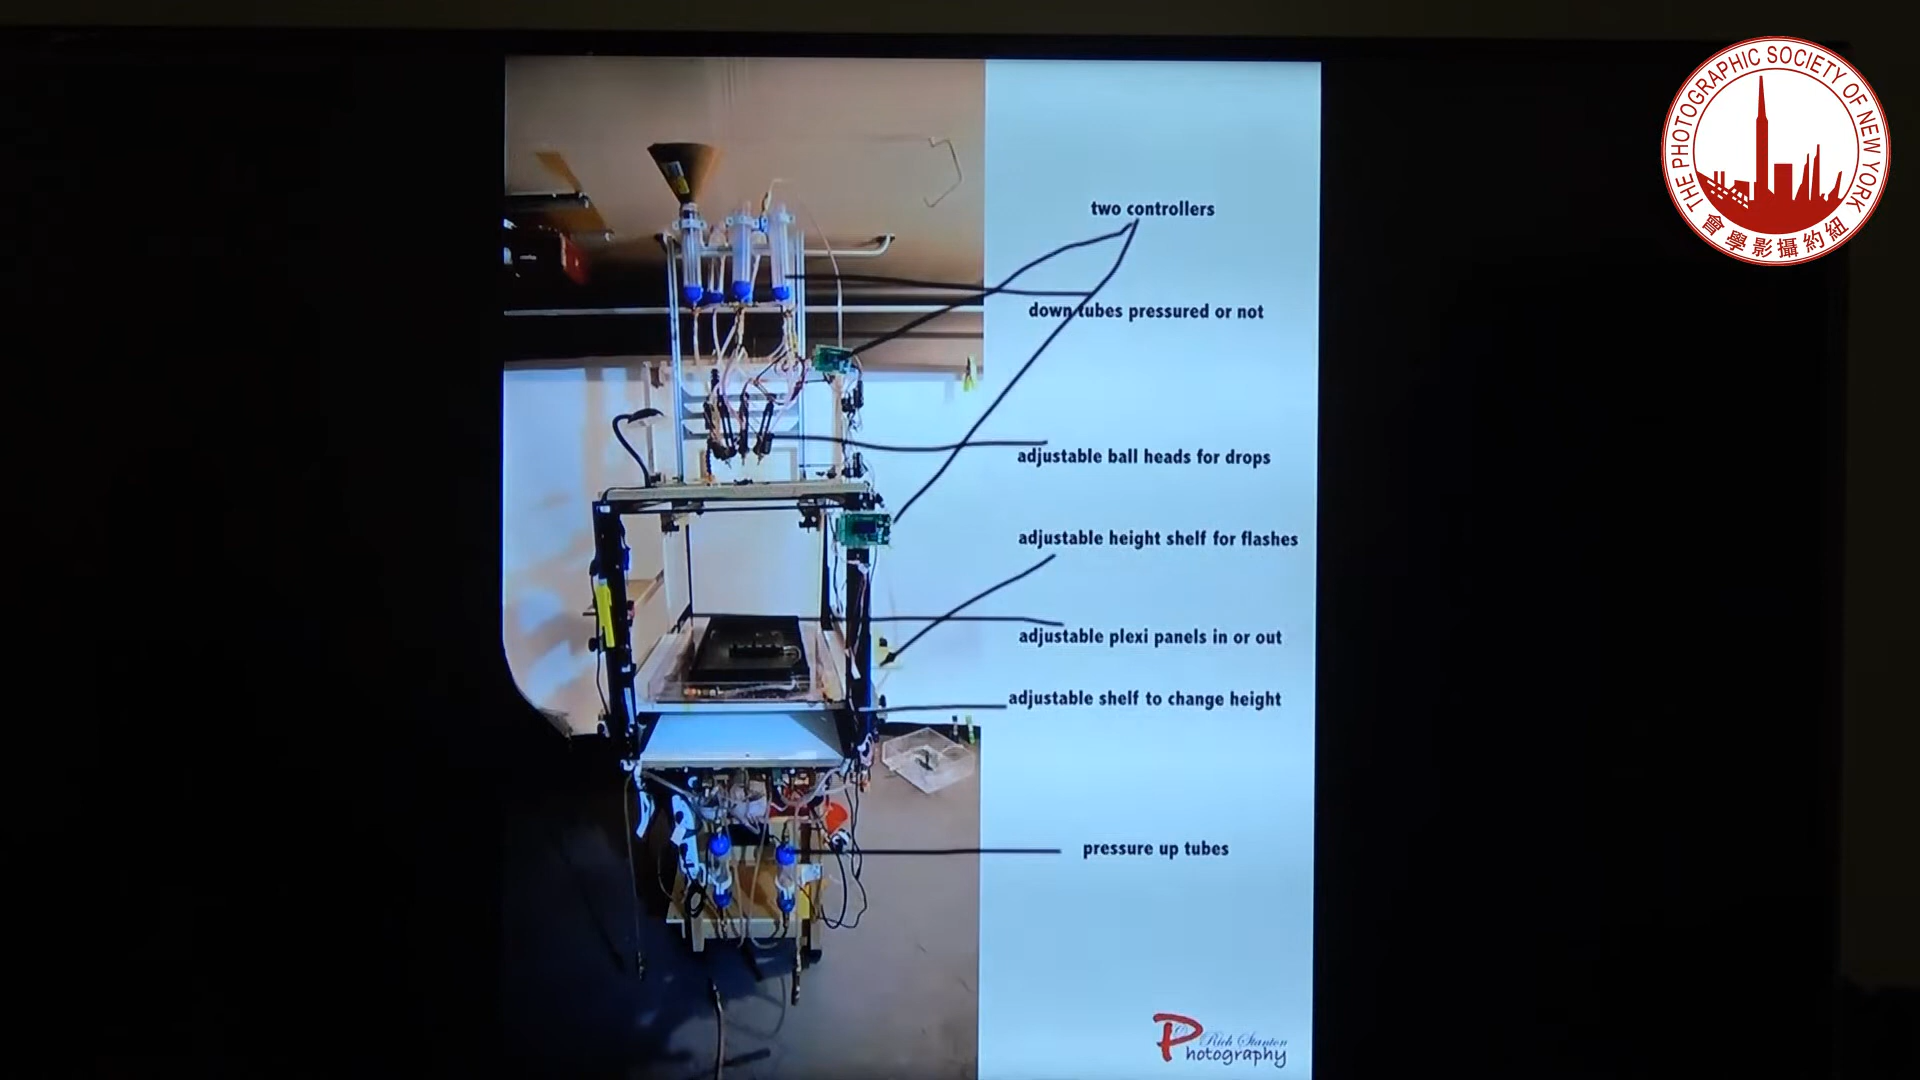 THE PHOTOGRAPHIC SOCIETY OF NEW YORK
會學影攝約紐
two controllers
down tubes pressured or not
adjustable ball heads for drops
adjustable height shelf for flashes
adjustable plexi panels in or out
adjustable shelf to change height
pressure up tubes
Rich Stanton
Photography